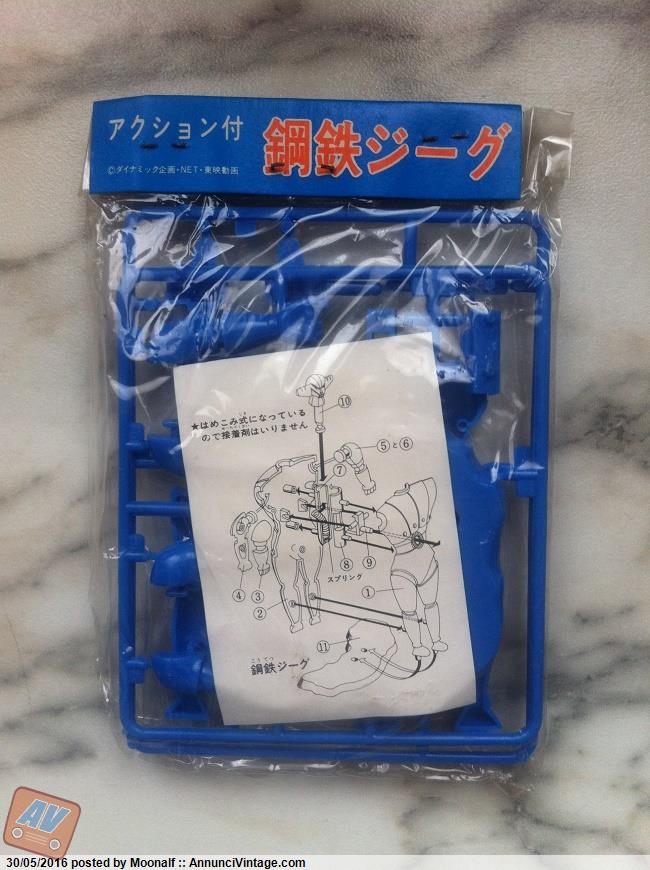 アクション付
鋼鉄ジーグ
©ダイナミック企画・NET・東映動画
★はめこみ式になっている
ので接着剤はいりません
⑩
⑤と⑥
⑦
⑧
⑨
スプリング
①
④
③
②
⑪
こうてつ
鋼鉄ジーグ
AV
30/05/2016 posted by Moonalf :: AnnunciVintage.com